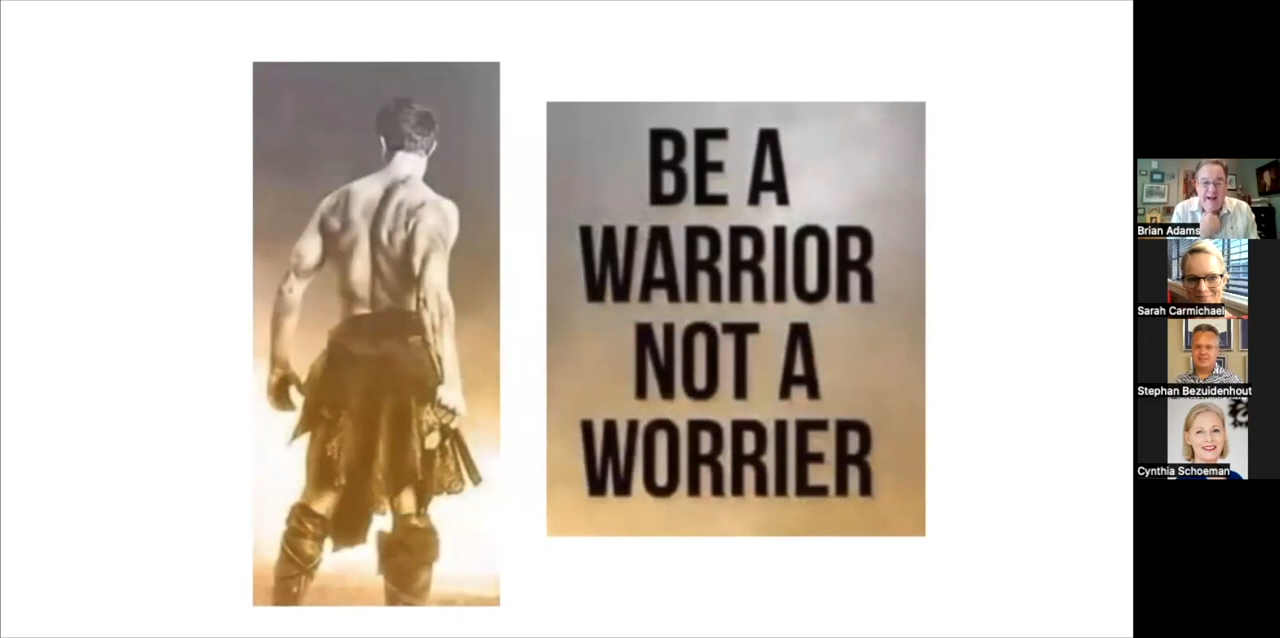 BE A
WARRIOR
NOT A
WORRIER
Brian Adams
Sarah Carmichael
Stephan Bezuidenhout
Cynthia Schoeman